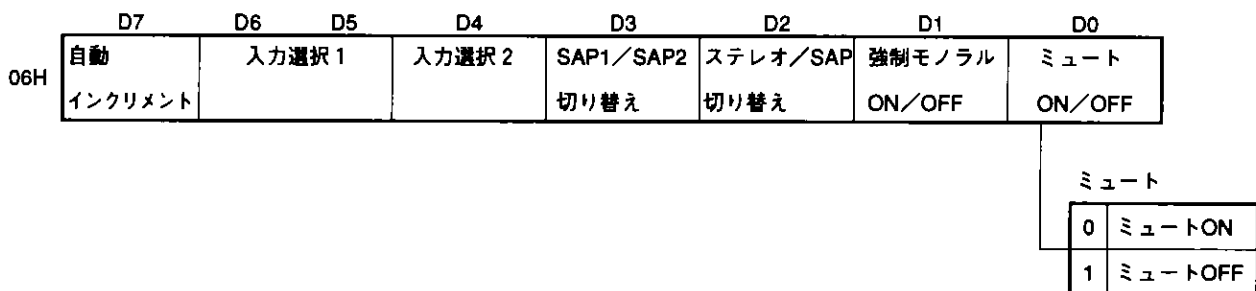 D7 D6 D5 D4 D3 D2 D1 D0
06H
自動 入力選択1 入力選択2 SAP1/SAP2 ステレオ/SAP 強制モノラル ミュート
インクリメント 切り替え 切り替え ON/OFF ON/OFF
ミュート
0 ミュートON
1 ミュートOFF